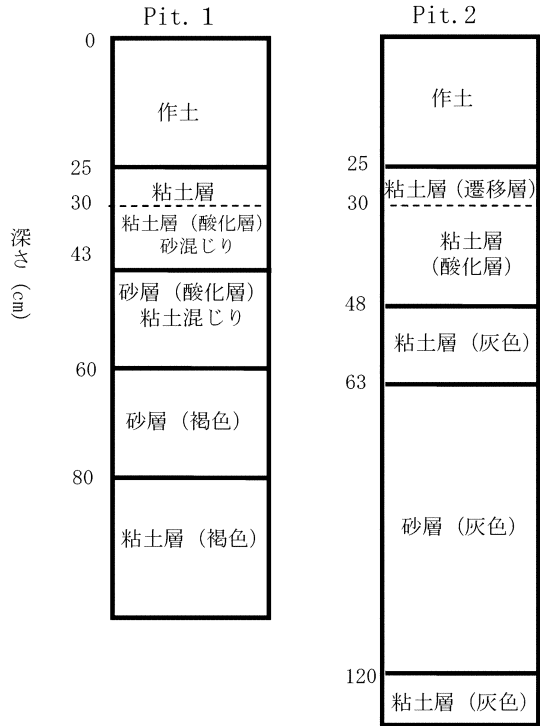 Pit. 1
0
作土
25
粘土層
30
粘土層 (酸化層)
砂混じり
43
砂層 (酸化層)
粘土混じり
60
砂層 (褐色)
80
粘土層 (褐色)
深さ (cm)
Pit.2
作土
25
粘土層 (遷移層)
30
粘土層
(酸化層)
48
粘土層 (灰色)
63
砂層 (灰色)
120
粘土層 (灰色)